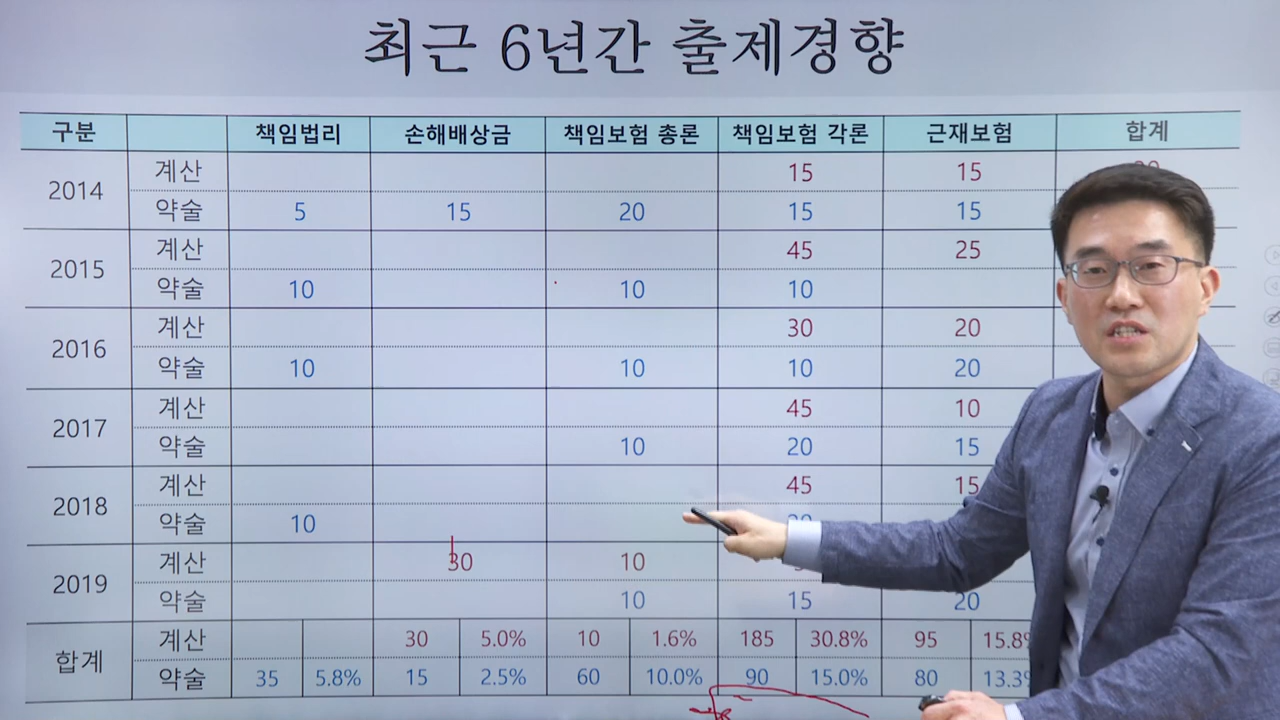 최근 6년간 출제경향
구분 책임법리 손해배상금 책임보험 총론 책임보험 각론 근재보험 합계
2014 계산 15 15
약술 5 15 20 15 15
2015 계산 45 25
약술 10 10 10
2016 계산 30 20
약술 10 10 10 20
2017 계산 45 10
약술 10 20 15
2018 계산 45 15
약술 10
2019 계산 30 10
약술 10 15 20
합계 계산 30 5.0% 10 1.6% 185 30.8% 95 15.8%
약술 35 5.8% 15 2.5% 60 10.0% 90 15.0% 80 13.3%